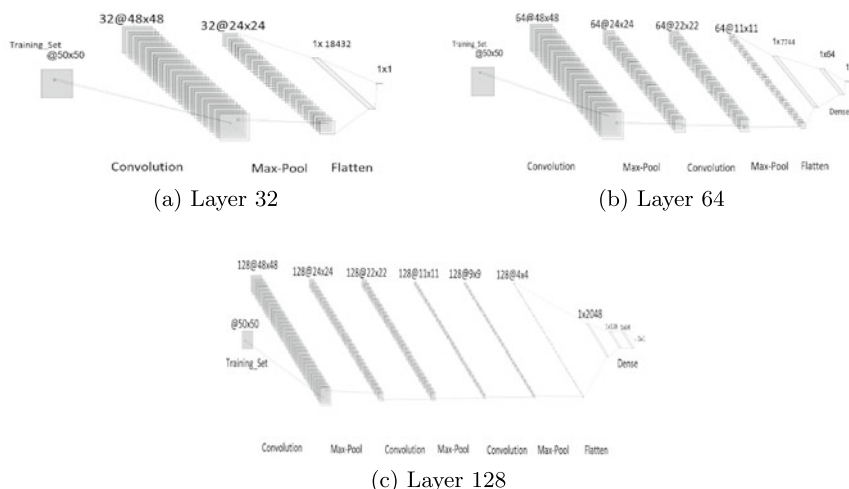 32@48x48
32@24x24
Training_Set
@50x50
1x 18432
1x1
Convolution
Max-Pool
Flatten
(a) Layer 32
64@48x48
64@24x24
64@22x22
64@11x11
Training_Set
@50x50
1x7744
1x64
Dense
Convolution
Max-Pool
Convolution
Max-Pool
Flatten
(b) Layer 64
128@48x48
128@24x24
128@22x22
128@11x11
128@9x9
128@4x4
@50x50
Training_Set
1x2048
Dense
Convolution
Max-Pool
Convolution
Max-Pool
Convolution
Max-Pool
Flatten
(c) Layer 128